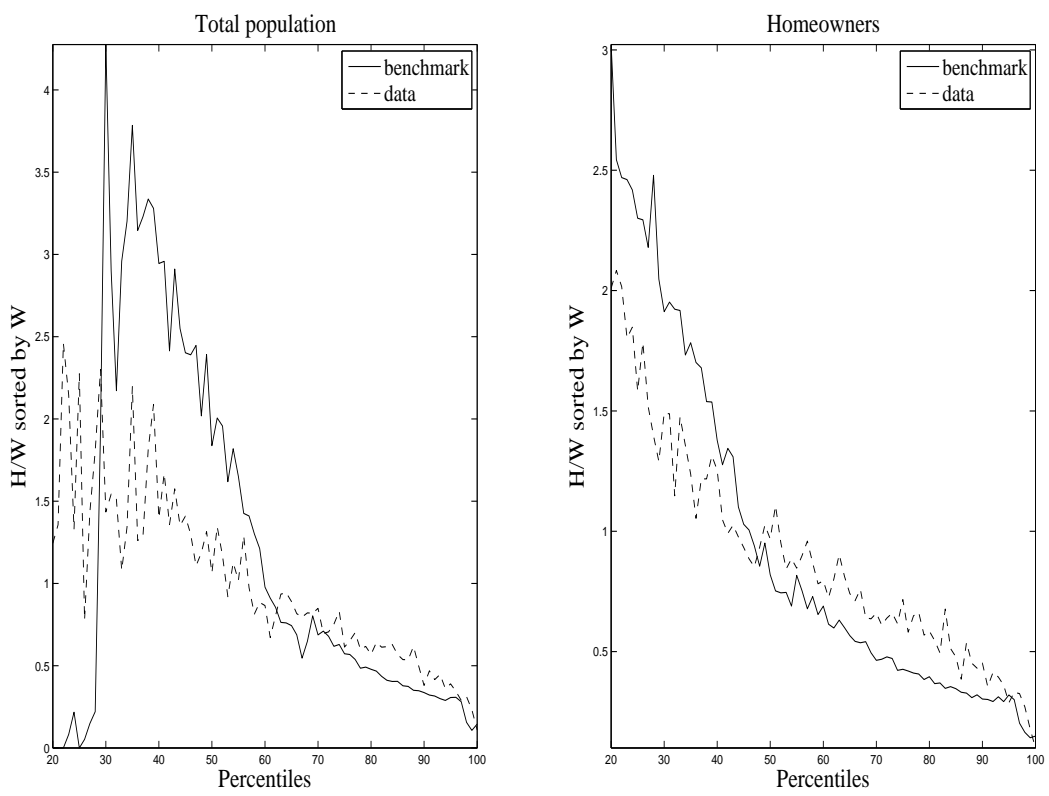 Total population
benchmark
data
4
3.5
3
2.5
2
1.5
1
0.5
0
H/W sorted by W
20 30 40 50 60 70 80 90 100
Percentiles
Homeowners
benchmark
data
3
2.5
2
1.5
1
0.5
H/W sorted by W
20 30 40 50 60 70 80 90 100
Percentiles